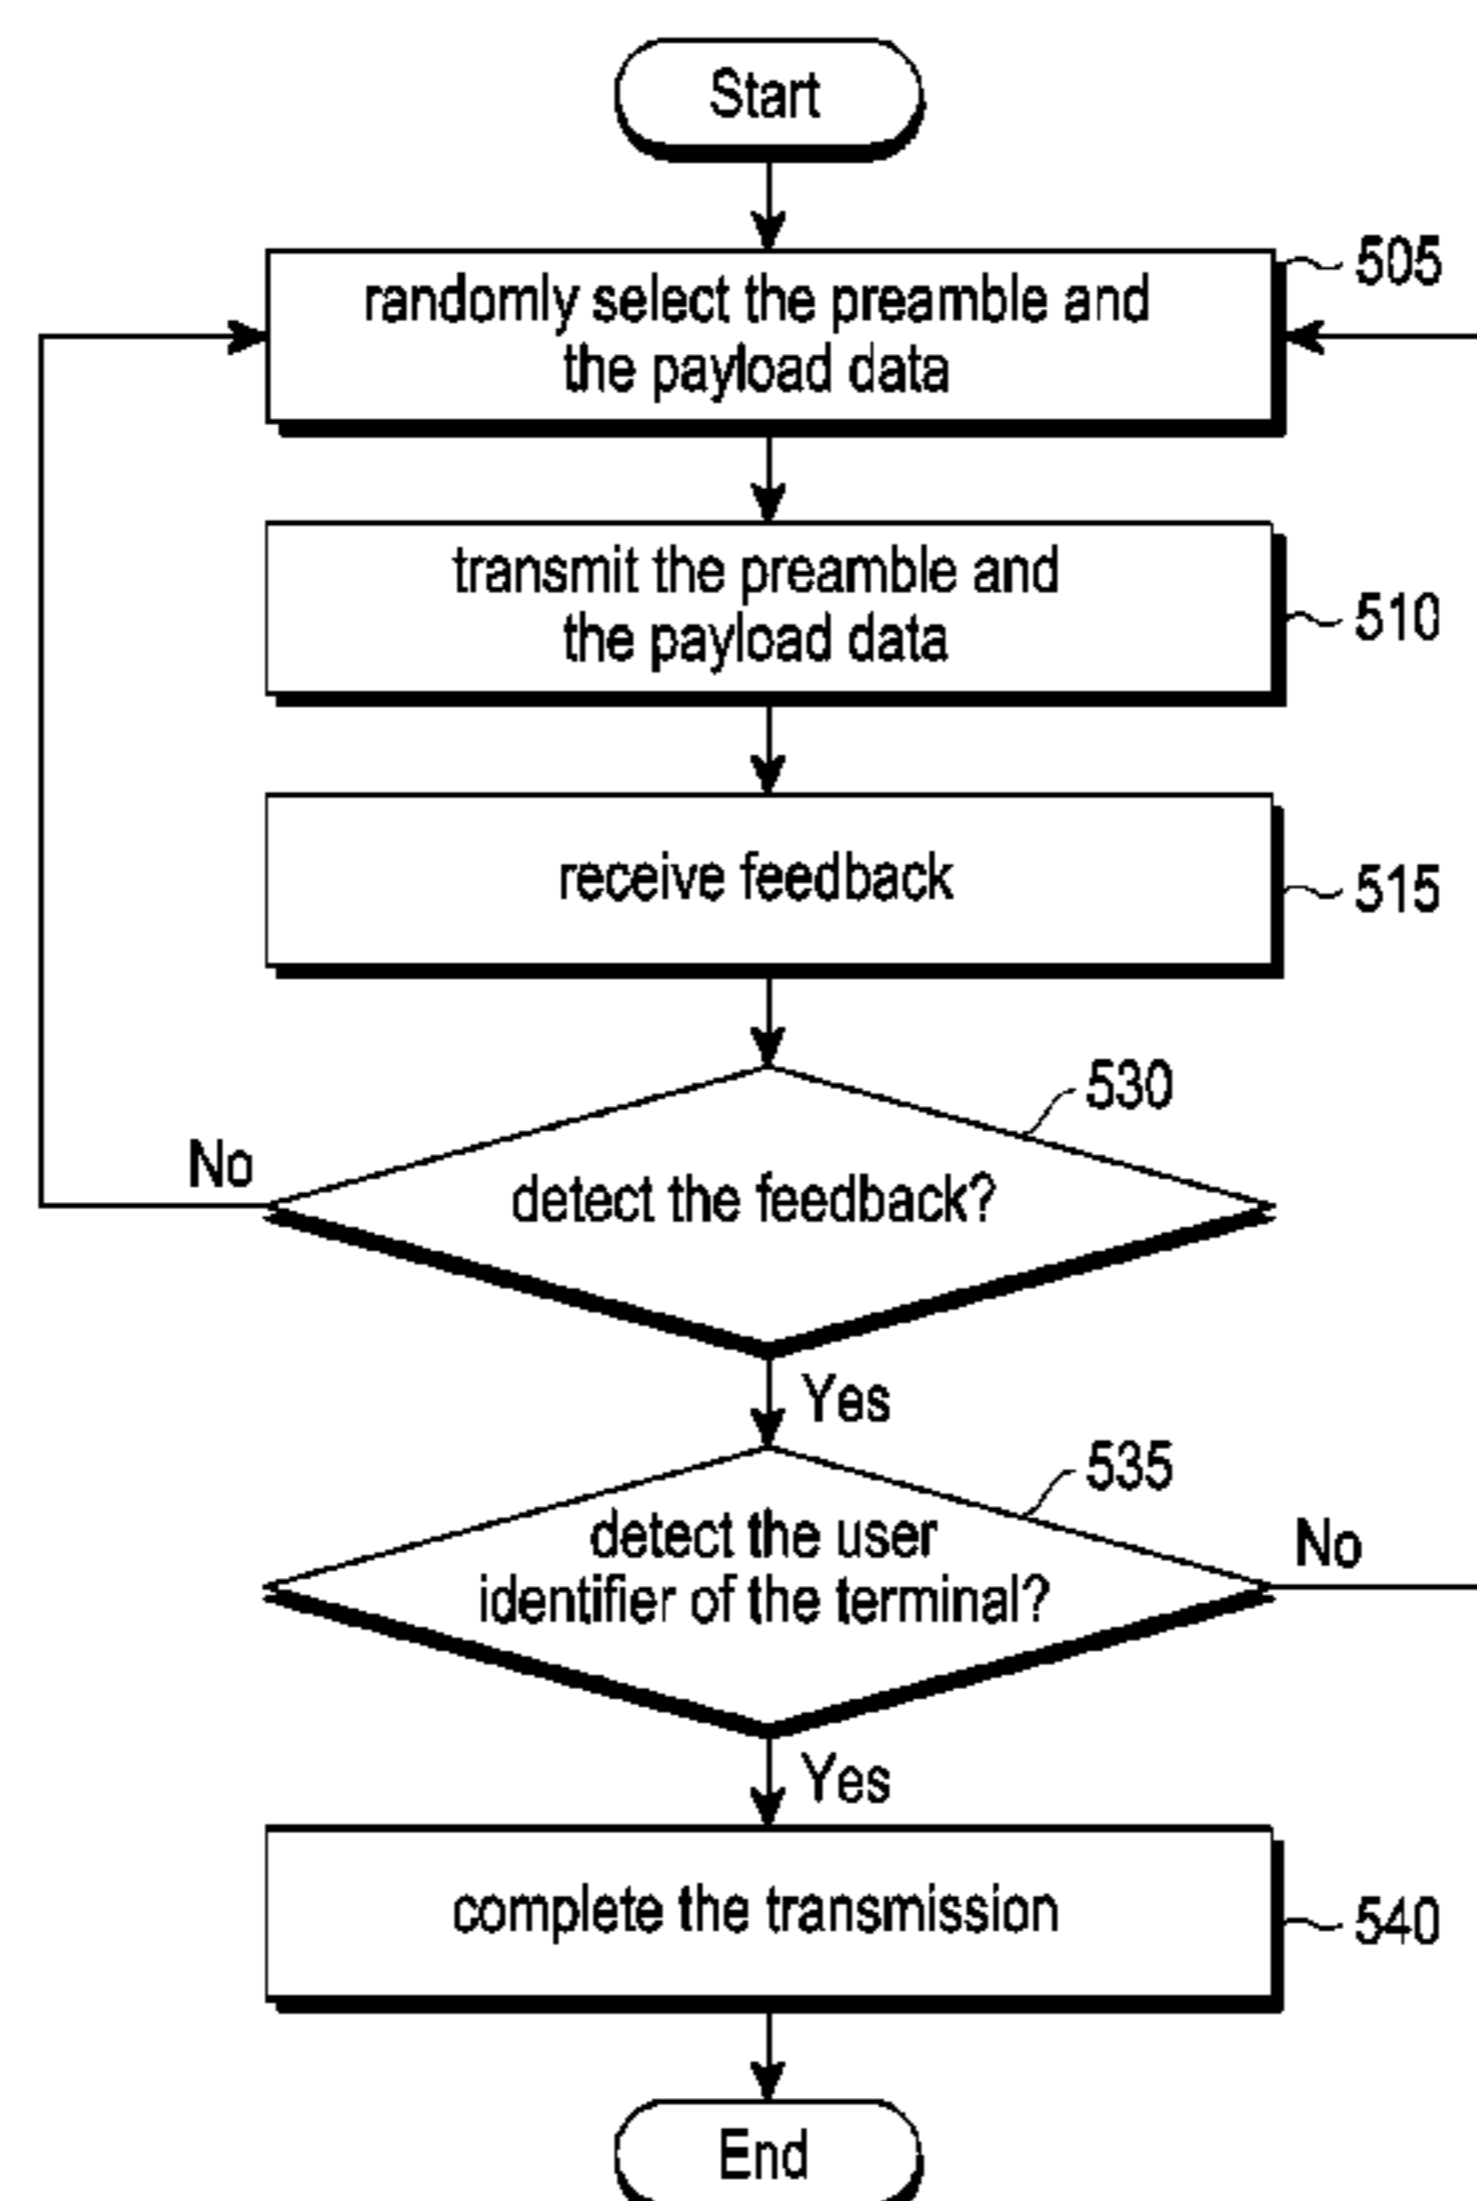 Start
randomly select the preamble and
the payload data
505
transmit the preamble and
the payload data
510
receive feedback
515
530
detect the feedback?
No
Yes
535
detect the user
identifier of the terminal?
No
Yes
complete the transmission
540
End